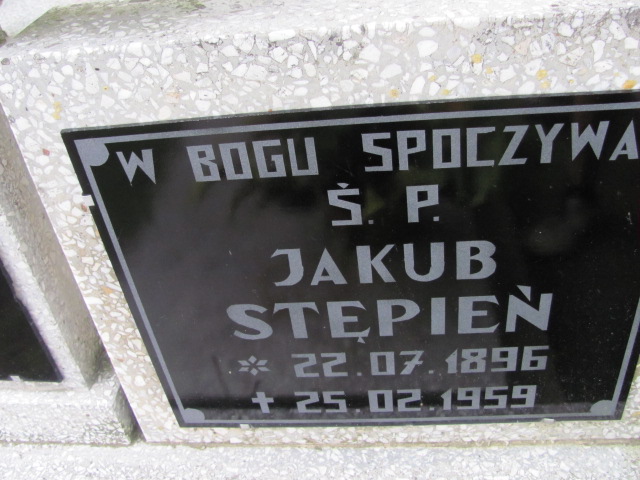 W BOGU SPOCZYWA
Ś. P.
JAKUB
STĘPIEŃ
* 22.07.1896
✝ 25.02.1959